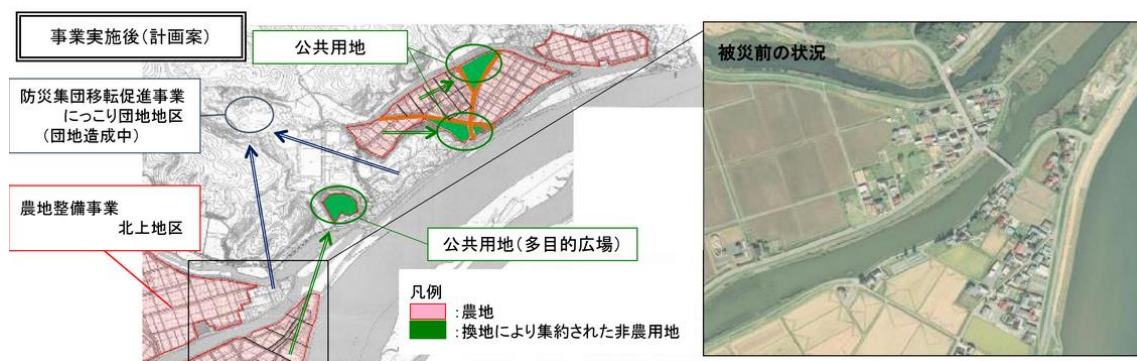 事業実施後(計画案)
公共用地
被災前の状況
防災集団移転促進事業
にっこり団地地区
(団地造成中)
農地整備事業
北上地区
公共用地(多目的広場)
凡例
:農地
:換地により集約された非農用地